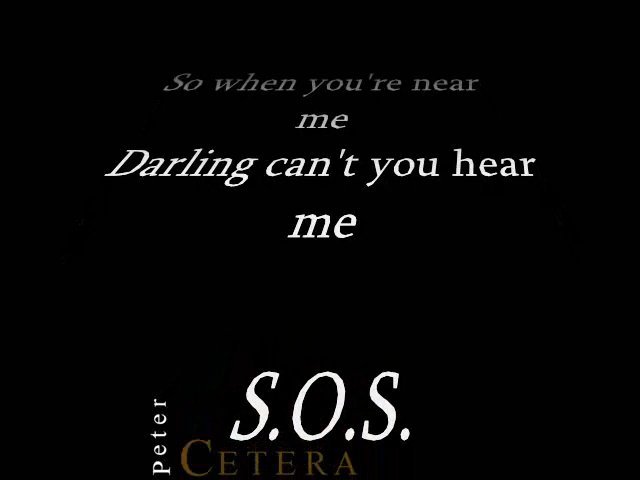 So when you're near
me
Darling can't you hear
me
S.O.S.
Peter
CETERA